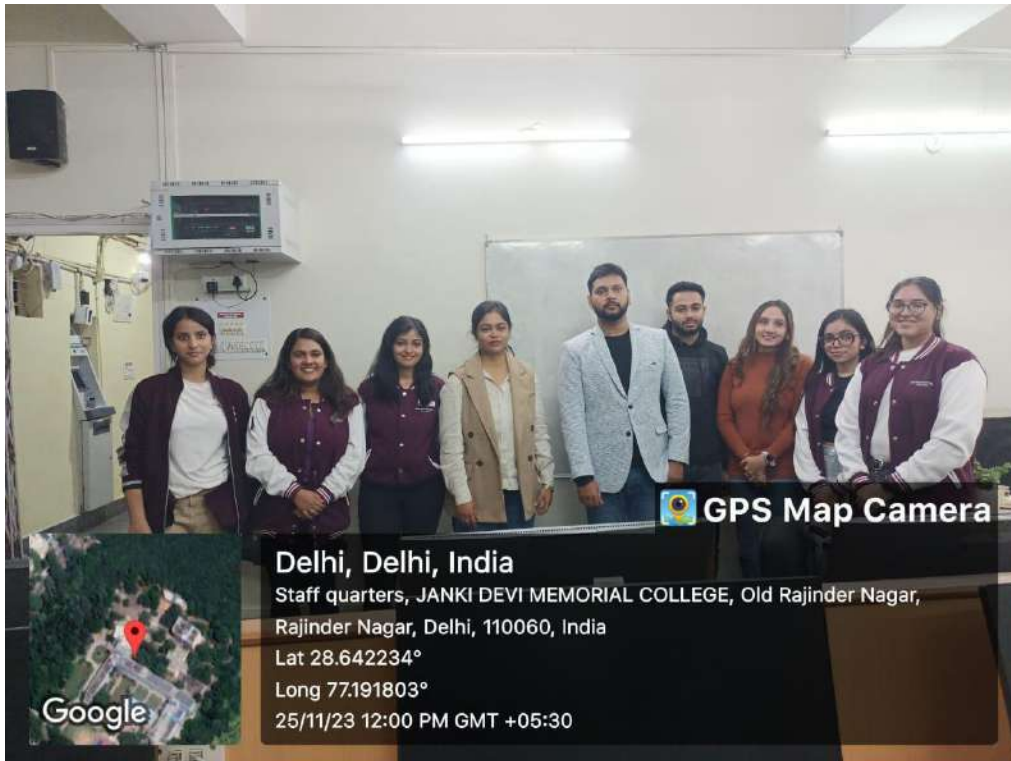 GPS Map Camera
Delhi, Delhi, India
Staff quarters, JANKI DEVI MEMORIAL COLLEGE, Old Rajinder Nagar,
Rajinder Nagar, Delhi, 110060, India
Lat 28.642234°
Long 77.191803°
25/11/23 12:00 PM GMT +05:30
Google